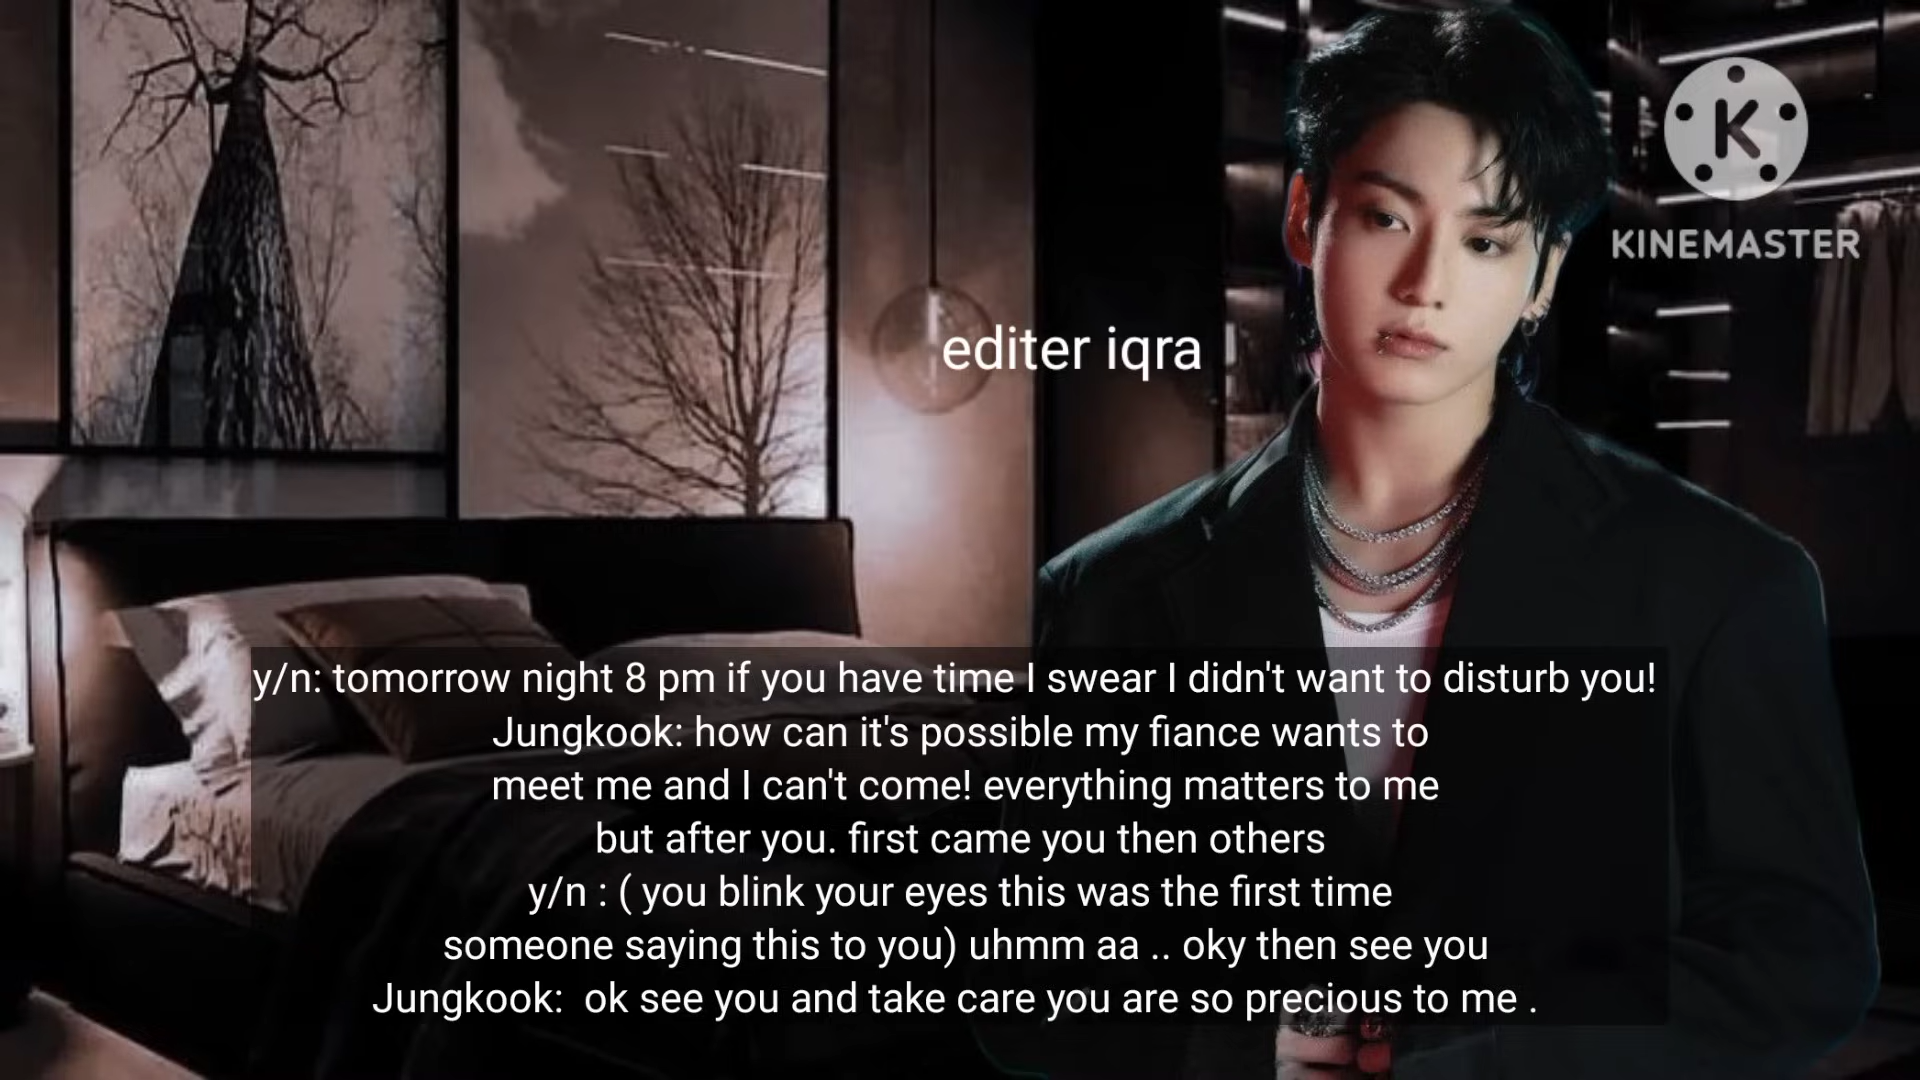 K
KINEMASTER
editer iqra
y/n: tomorrow night 8 pm if you have time I swear I didn't want to disturb you!
Jungkook: how can it's possible my fiance wants to
meet me and I can't come! everything matters to me
but after you. first came you then others
y/n : ( you blink your eyes this was the first time
someone saying this to you) uhmm aa .. oky then see you
Jungkook:  ok see you and take care you are so precious to me .